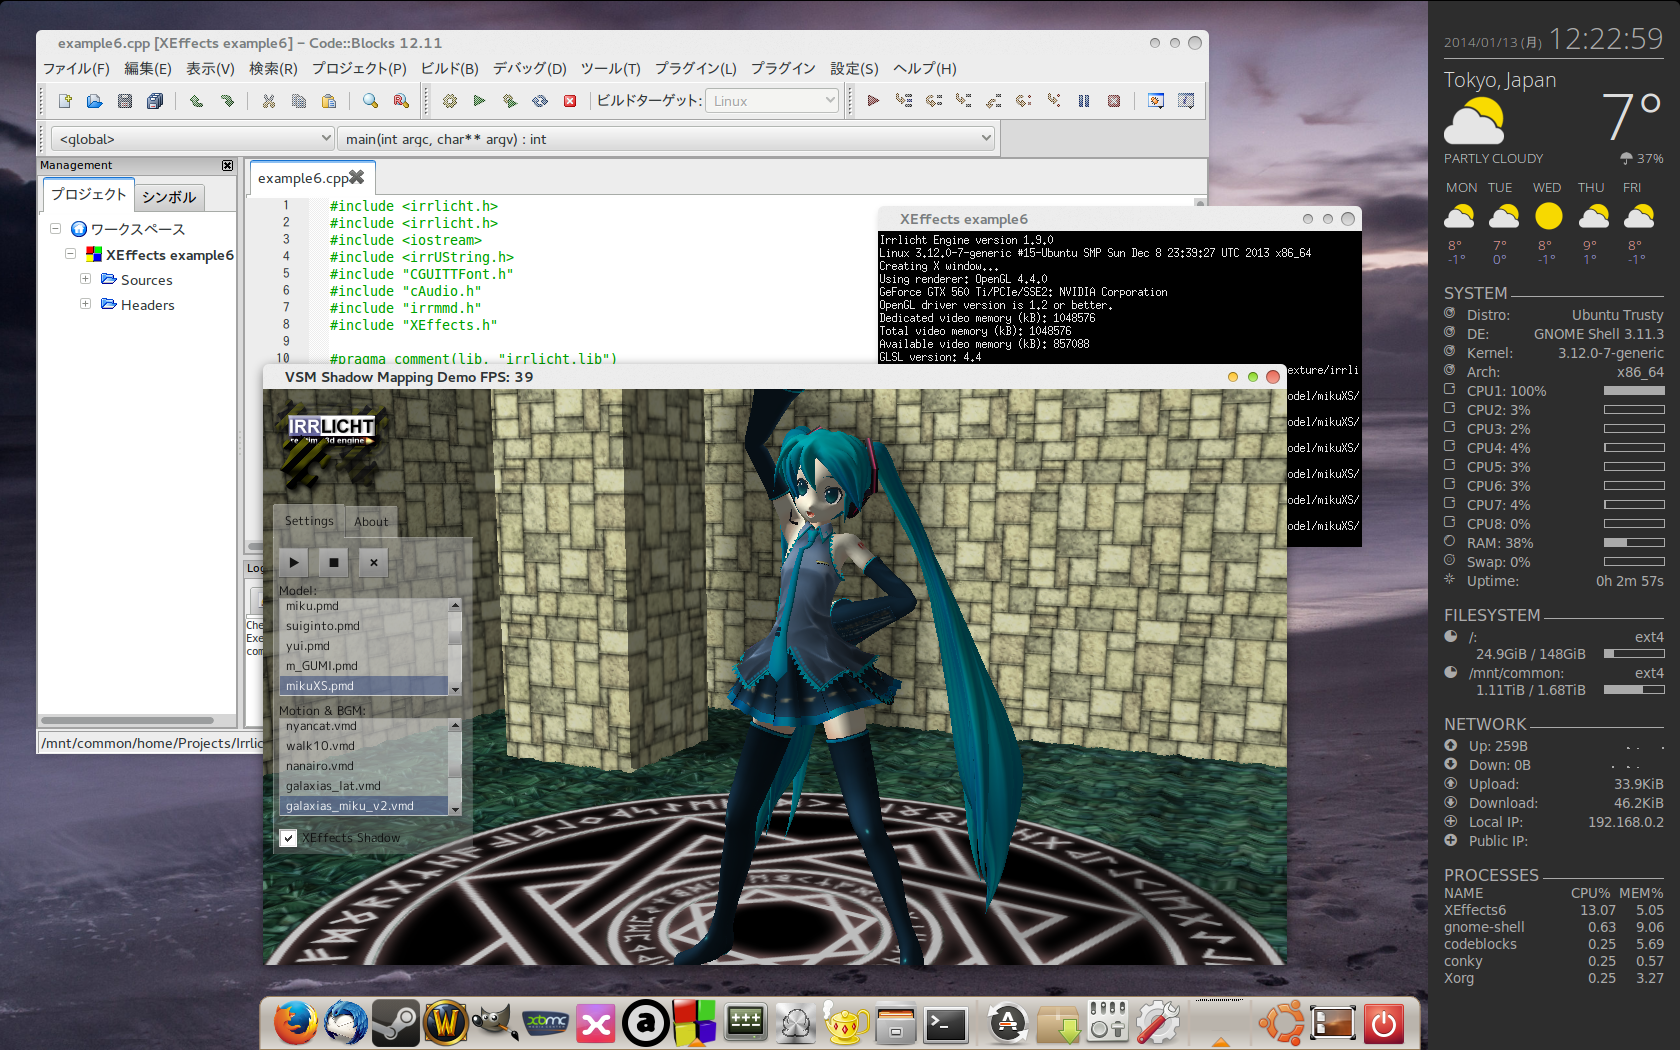 example6.cpp [XEffects example6] – Code::Blocks 12.11
ファイル(F) 編集(E) 表示(V) 検索(R) プロジェクト(P) ビルド(B) デバッグ(D) ツール(T) プラグイン(L) プラグイン 設定(S) ヘルプ(H)
ビルドターゲット: Linux
<global> main(int argc, char** argv) : int
Management
プロジェクト シンボル
ワークスペース
XEffects example6
Sources
Headers
example6.cpp
1 #include <irrlicht.h>
2 #include <irrlicht.h>
3 #include <iostream>
4 #include <irrUString.h>
5 #include "CGUITTFont.h"
6 #include "cAudio.h"
7 #include "irrmmd.h"
8 #include "XEffects.h"
9
10 #pragma comment(lib, "irrlicht.lib")
Log
Che
Exe
com
/mnt/common/home/Projects/Irrlic
XEffects example6
Irrlicht Engine version 1.9.0
Linux 3.12.0-7-generic #15-Ubuntu SMP Sun Dec 8 23:39:27 UTC 2013 x86_64
Creating X window...
Using renderer: OpenGL 4.4.0
GeForce GTX 560 Ti/PCIe/SSE2: NVIDIA Corporation
OpenGL driver version is 1.2 or better.
Dedicated video memory (kB): 1048576
Total video memory (kB): 1048576
Available video memory (kB): 857088
GLSL version: 4.4
exture/irrli
odel/mikuXS/
odel/mikuXS/
odel/mikuXS/
odel/mikuXS/
odel/mikuXS/
odel/mikuXS/
VSM Shadow Mapping Demo FPS: 39
IRRLICHT
Settings About
Model:
miku.pmd
suiginto.pmd
yui.pmd
m_GUMI.pmd
mikuXS.pmd
Motion & BGM:
nyancat.vmd
walk10.vmd
nanairo.vmd
galaxias_lat.vmd
galaxias_miku_v2.vmd
XEffects Shadow
xbmc
2014/01/13 (月) 12:22:59
Tokyo, Japan
7°
PARTLY CLOUDY 37%
MON TUE WED THU FRI
8° 7° 8° 9° 8°
-1° 0° -1° 1° -1°
SYSTEM
Distro: Ubuntu Trusty
DE: GNOME Shell 3.11.3
Kernel: 3.12.0-7-generic
Arch: x86_64
CPU1: 100%
CPU2: 3%
CPU3: 2%
CPU4: 4%
CPU5: 3%
CPU6: 3%
CPU7: 4%
CPU8: 0%
RAM: 38%
Swap: 0%
Uptime: 0h 2m 57s
FILESYSTEM
/: ext4
24.9GiB / 148GiB
/mnt/common: ext4
1.11TiB / 1.68TiB
NETWORK
Up: 259B
Down: 0B
Upload: 33.9KiB
Download: 46.2KiB
Local IP: 192.168.0.2
Public IP:
PROCESSES
NAME CPU% MEM%
XEffects6 13.07 5.05
gnome-shell 0.63 9.06
codeblocks 0.25 5.69
conky 0.25 0.57
Xorg 0.25 3.27